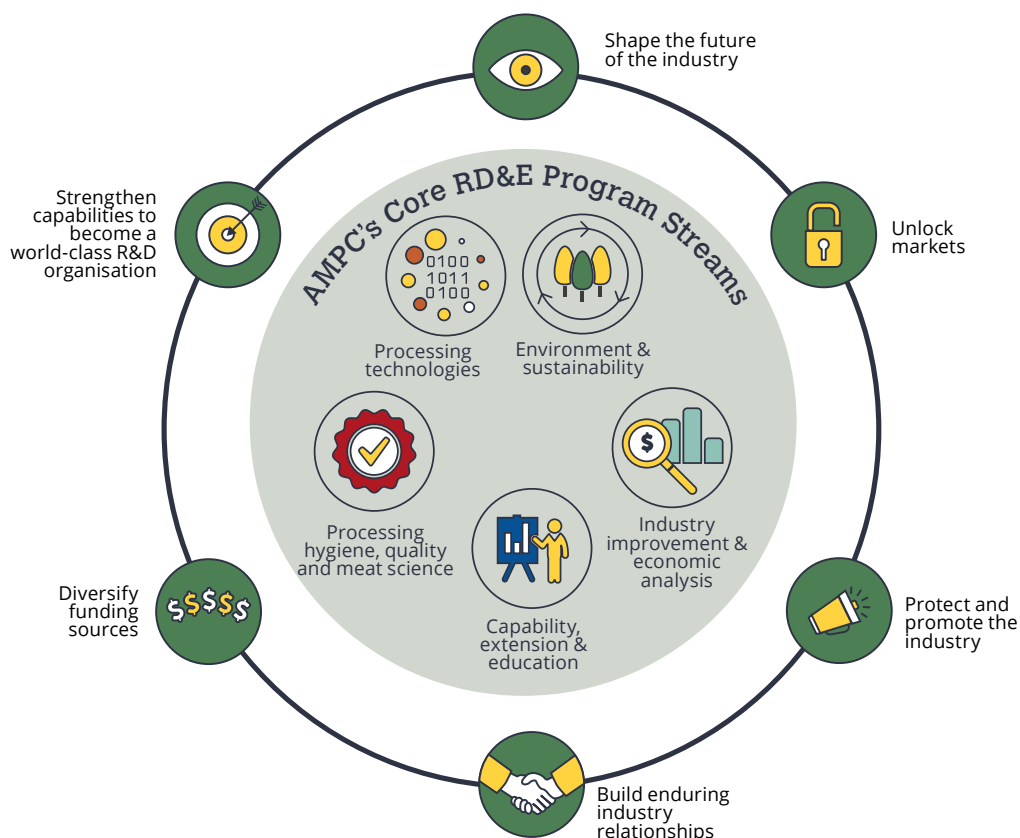 Shape the future
of the industry
Unlock
markets
Protect and
promote the
industry
Build enduring
industry
relationships
Diversify
funding
sources
Strengthen
capabilities to
become a
world-class R&D
organisation
AMPC's Core RD&E Program Streams
0100
1011
0100
Processing
technologies
Environment &
sustainability
$
Industry
improvement &
economic
analysis
Capability,
extension &
education
Processing
hygiene, quality
and meat science
$$$$$